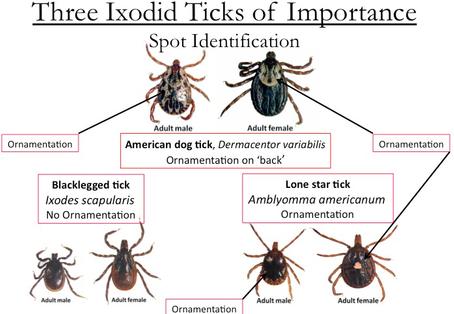 Three Ixodid Ticks of Importance
Spot Identification
Adult male
Adult female
Ornamentation
American dog tick, Dermacentor variabilis
Ornamentation on ‘back’
Ornamentation
Blacklegged tick
Ixodes scapularis
No Ornamentation
Lone star tick
Amblyomma americanum
Ornamentation
Adult male
Adult female
Adult male
Adult female
Ornamentation